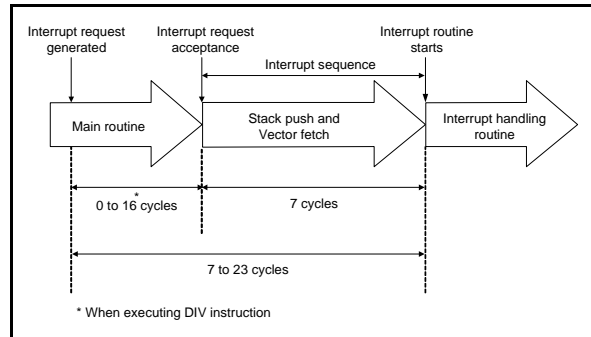 Interrupt request
generated
Interrupt request
acceptance
Interrupt routine
starts
Interrupt sequence
Main routine
Stack push and
Vector fetch
Interrupt handling
routine
*
0 to 16 cycles
7 cycles
7 to 23 cycles
* When executing DIV instruction